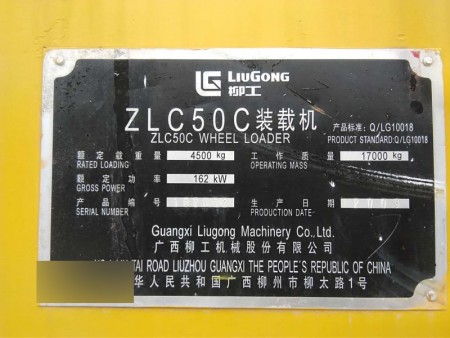 LIUGONG
柳工
ZLC50C装载机
产品标准: Q/LG10018
ZLC50C WHEEL LOADER
PRODUCT STANDARD:Q/LG10018
额定载重量 4500 kg 工作质量 17000 kg
RATED LOADING OPERATING MASS
额定功率 162 kW
GROSS POWER
产品编号 生产日期
SERIAL NUMBER PRODUCTION DATE
Guangxi Liugong Machinery Co., Ltd.
广西柳工机械股份有限公司
ROAD LIUZHOU GUANGXI THE PEOPLE'S REPUBLIC OF CHINA
人民共和国广西柳州市柳太路1号